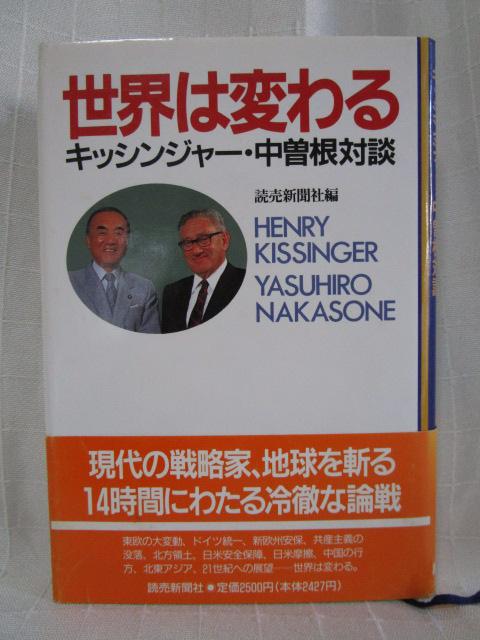 世界は変わる
キッシンジャー・中曽根対談
読売新聞社編
HENRY
KISSINGER
YASUHIRO
NAKASONE
現代の戦略家、地球を斬る
14時間にわたる冷徹な論戦
東欧の大変動、ドイツ統一、新欧州安保、共産主義の
没落、北方領土、日米安全保障、日米摩擦、中国の行
方、北東アジア、21世紀への展望――世界は変わる。
読売新聞社●定価2500円(本体2427円)